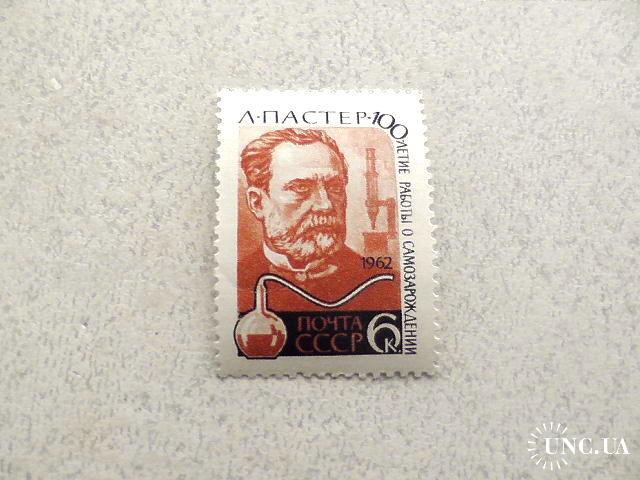 Л·ПАСТЕР·100-ЛЕТИЕ РАБОТЫ О САМОЗАРОЖДЕНИИ
1962
ПОЧТА
СССР
6К.
UNC.UA